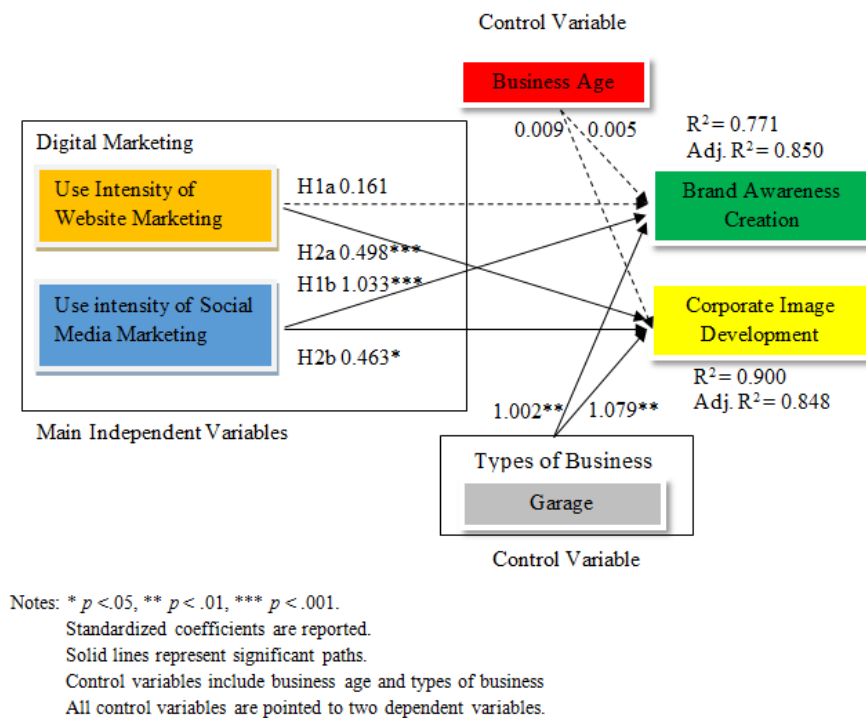 Control Variable
Business Age
0.009 0.005
R² = 0.771
Adj. R² = 0.850
Digital Marketing
Use Intensity of
Website Marketing
H1a 0.161
Brand Awareness
Creation
H2a 0.498***
H1b 1.033***
Use intensity of Social
Media Marketing
Corporate Image
Development
H2b 0.463*
R² = 0.900
Adj. R² = 0.848
1.002** 1.079**
Main Independent Variables
Types of Business
Garage
Control Variable
Notes: * p <.05, ** p < .01, *** p < .001.
Standardized coefficients are reported.
Solid lines represent significant paths.
Control variables include business age and types of business
All control variables are pointed to two dependent variables.